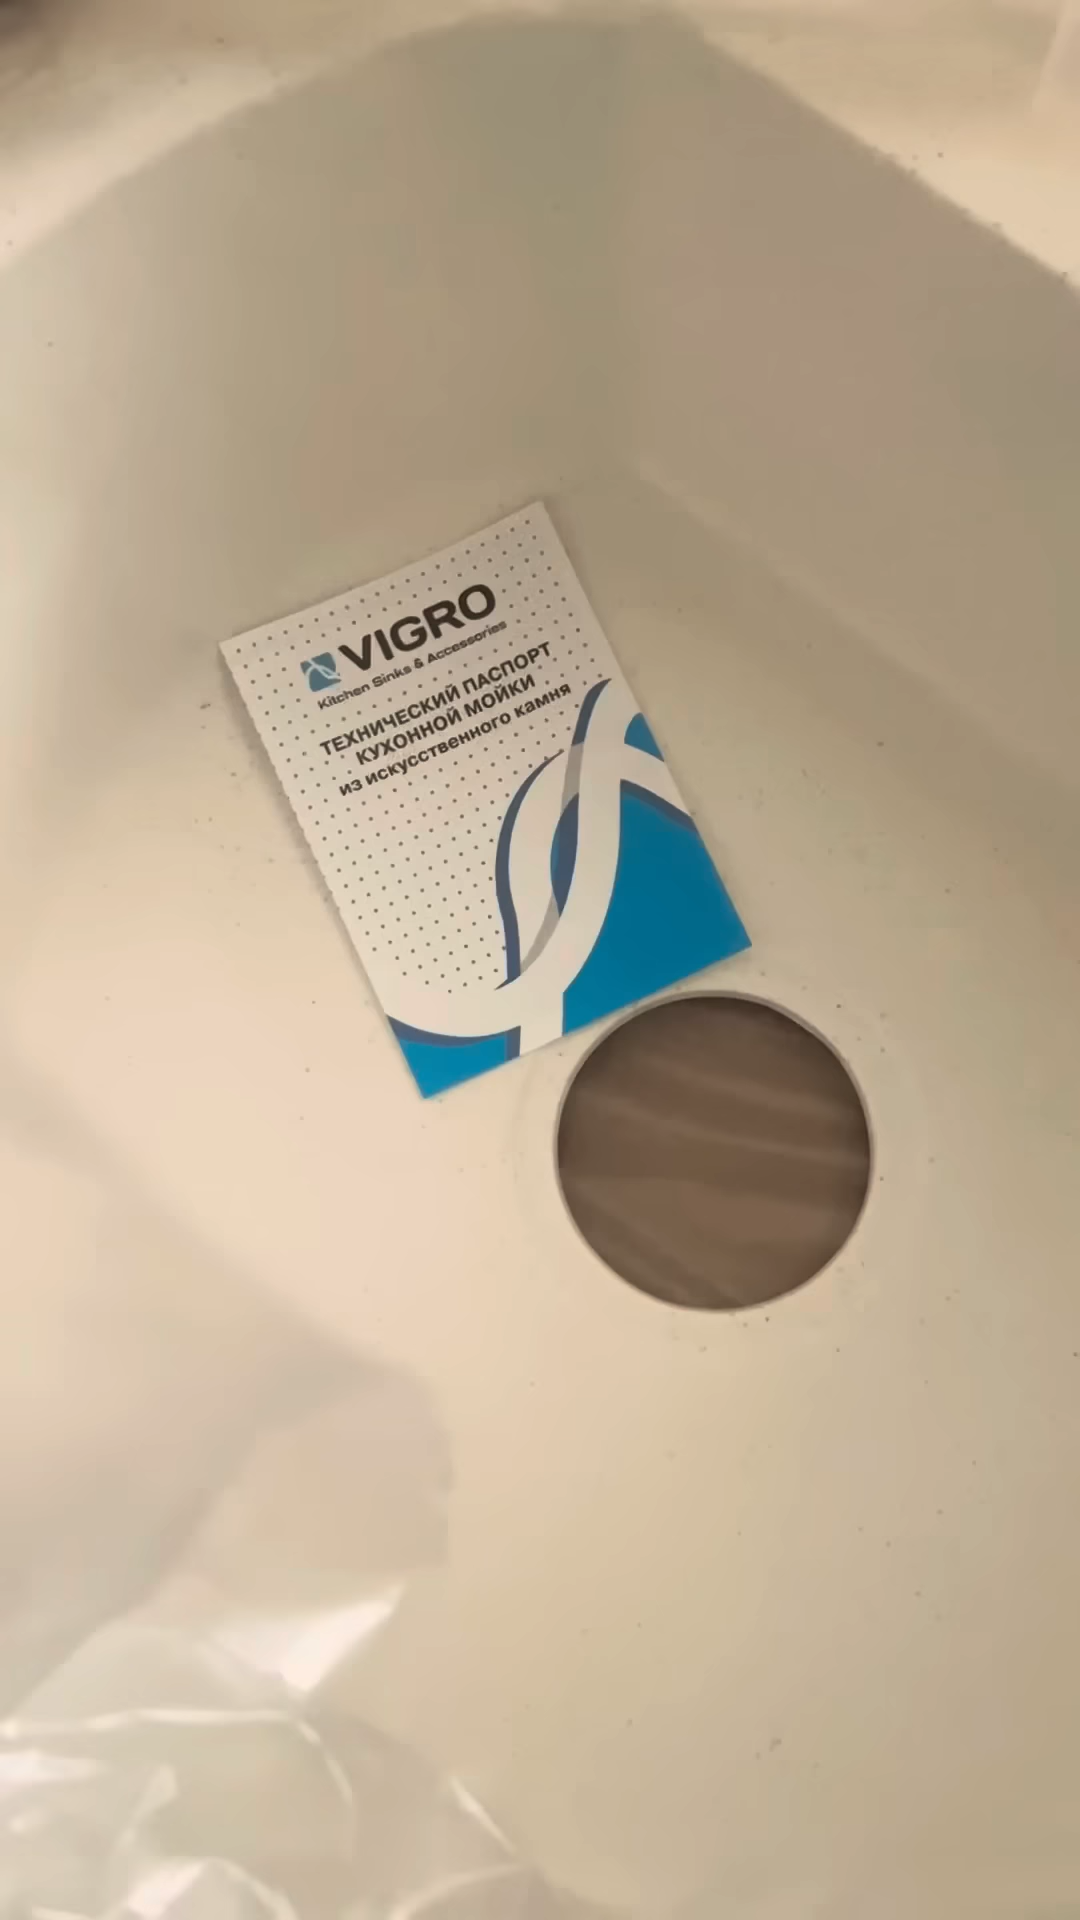 VIGRO
Kitchen Sinks & Accessories
ТЕХНИЧЕСКИЙ ПАСПОРТ
КУХОННОЙ МОЙКИ
из искусственного камня